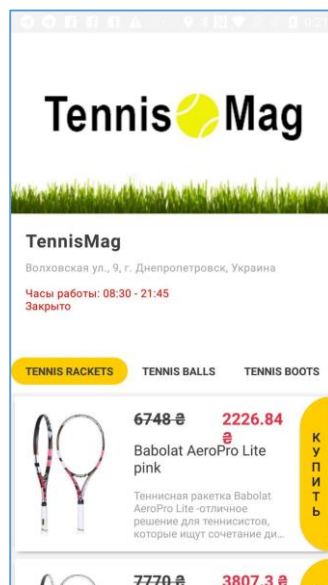 Tennis Mag
TennisMag
Волховская ул., 9, г. Днепропетровск, Украина
Часы работы: 08:30 - 21:45
Закрыто
TENNIS RACKETS
TENNIS BALLS
TENNIS BOOTS
6748 ₴
2226.84
₴
Babolat AeroPro Lite
pink
Теннисная ракетка Babolat
AeroPro Lite -отличное
решение для теннисистов,
которые ищут сочетание ди...
КУПИТЬ
7770 ₴
3807.3 ₴